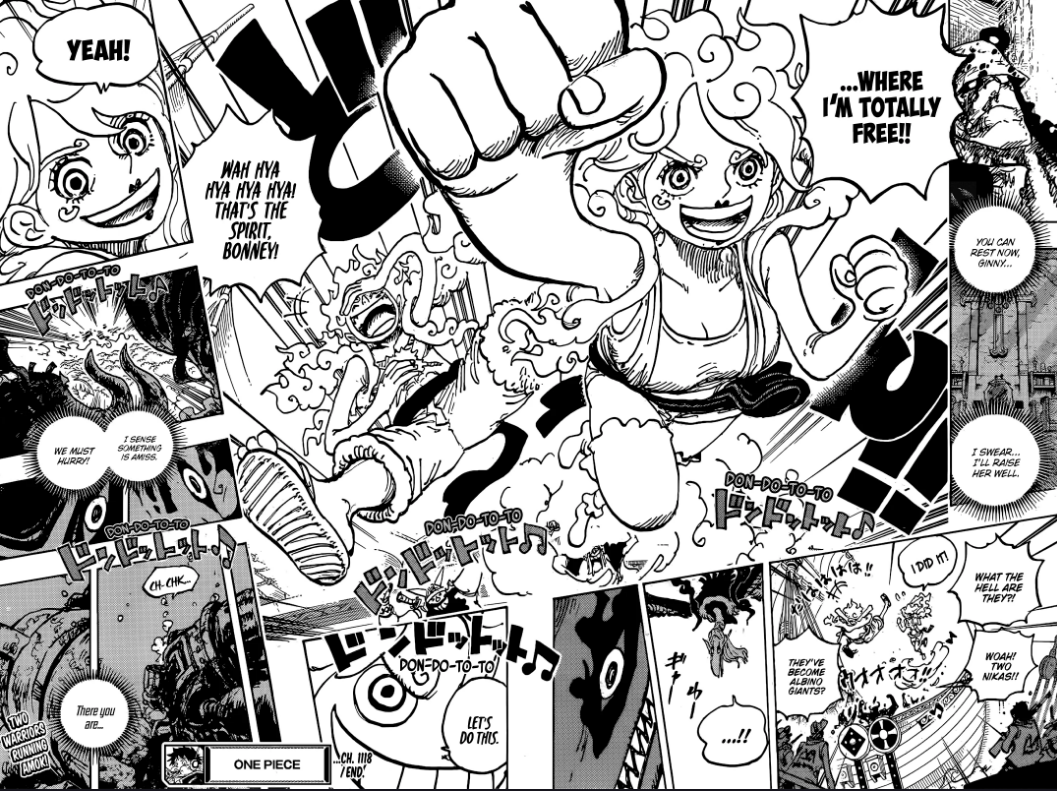 ...WHERE
I'M TOTALLY
FREE!!
YOU CAN
REST NOW,
GINNY...
I SWEAR...
I'LL RAISE
HER WELL.
WAH HYA
HYA HYA HYA!
THAT'S THE
SPIRIT,
BONNEY!
YEAH!
DON-DO-TO-TO
ドンドットット♪
I SENSE
SOMETHING
IS AMISS.
WE MUST
HURRY!
DON-DO-TO-TO
ドンドットット♪
DON-DO-TO-TO
ドンドットット♫
DON-DO-TO-TO
ドンドットット♪
I DID IT!
WHAT THE
HELL ARE
THEY?!
WOAH!
TWO
NIKAS!!
THEY'VE
BECOME
ALBINO
GIANTS?
...!!
ドンドットット♫
DON-DO-TO-TO
LET'S
DO THIS.
CH-CHK...
There you
are...
TWO
WARRIORS
RUNNING
AMOK!
ONE PIECE
...CH. 1118
/END!